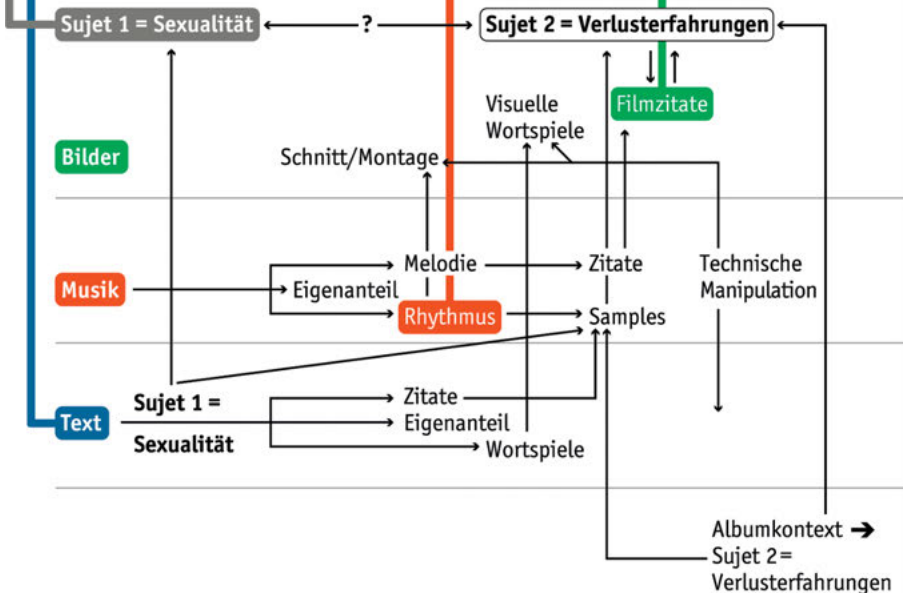 Sujet 1 = Sexualität
?
Sujet 2 = Verlusterfahrungen
Visuelle
Wortspiele
Filmzitate
Bilder
Schnitt/Montage
Musik
Eigenanteil
Melodie
Rhythmus
Zitate
Samples
Technische
Manipulation
Text
Sujet 1 =
Sexualität
Zitate
Eigenanteil
Wortspiele
Albumkontext ➔
Sujet 2=
Verlusterfahrungen